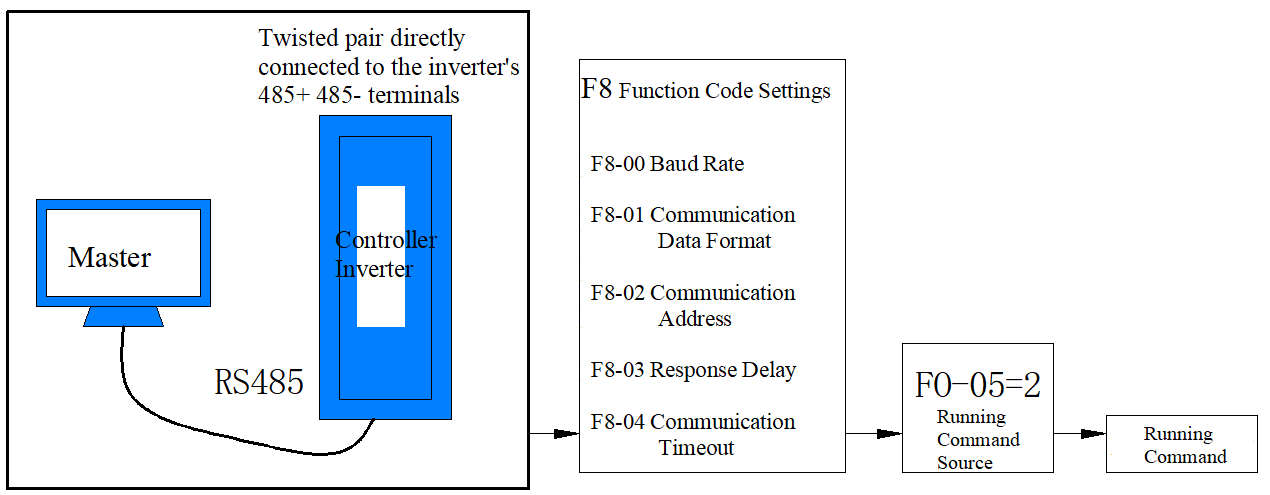 Twisted pair directly
connected to the inverter's
485+ 485- terminals
Master
Controller
Inverter
RS485
F8 Function Code Settings
F8-00 Baud Rate
F8-01 Communication
Data Format
F8-02 Communication
Address
F8-03 Response Delay
F8-04 Communication
Timeout
F0-05=2
Running
Command
Source
Running
Command